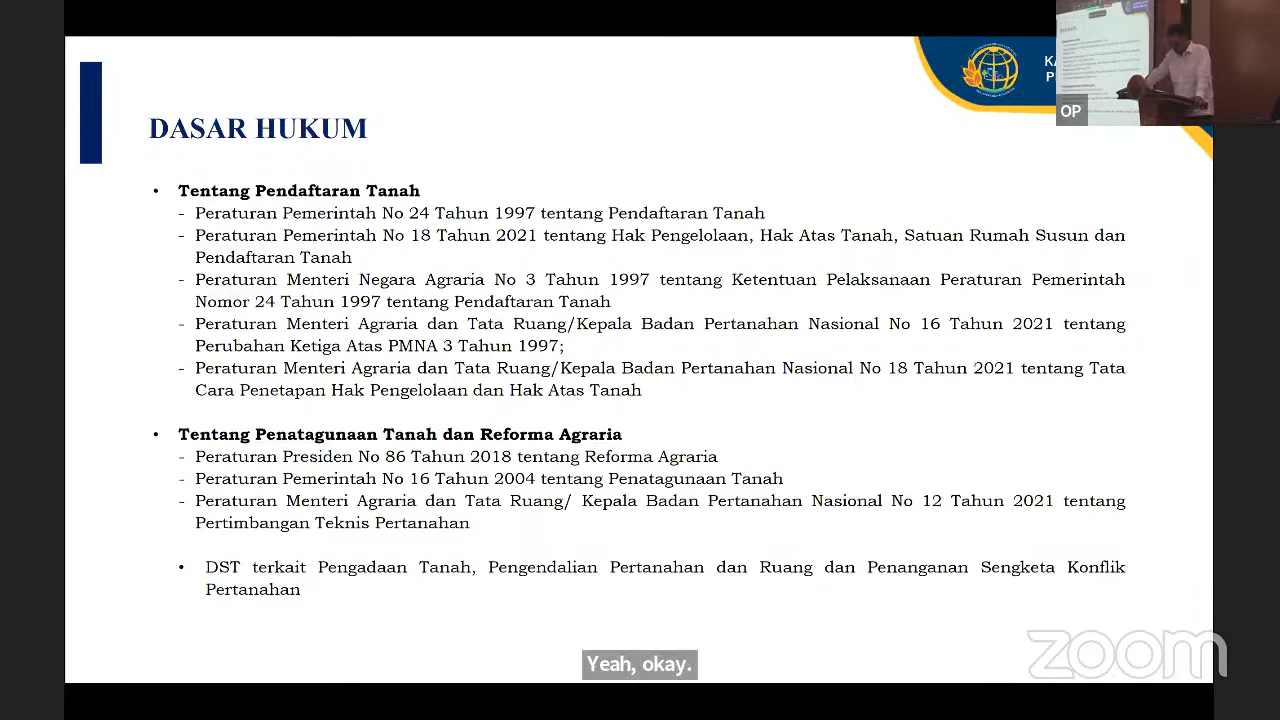 KA
P
OP
DASAR HUKUM
• Tentang Pendaftaran Tanah
- Peraturan Pemerintah No 24 Tahun 1997 tentang Pendaftaran Tanah
- Peraturan Pemerintah No 18 Tahun 2021 tentang Hak Pengelolaan, Hak Atas Tanah, Satuan Rumah Susun dan
Pendaftaran Tanah
- Peraturan Menteri Negara Agraria No 3 Tahun 1997 tentang Ketentuan Pelaksanaan Peraturan Pemerintah
Nomor 24 Tahun 1997 tentang Pendaftaran Tanah
- Peraturan Menteri Agraria dan Tata Ruang/Kepala Badan Pertanahan Nasional No 16 Tahun 2021 tentang
Perubahan Ketiga Atas PMNA 3 Tahun 1997;
- Peraturan Menteri Agraria dan Tata Ruang/Kepala Badan Pertanahan Nasional No 18 Tahun 2021 tentang Tata
Cara Penetapan Hak Pengelolaan dan Hak Atas Tanah
• Tentang Penatagunaan Tanah dan Reforma Agraria
- Peraturan Presiden No 86 Tahun 2018 tentang Reforma Agraria
- Peraturan Pemerintah No 16 Tahun 2004 tentang Penatagunaan Tanah
- Peraturan Menteri Agraria dan Tata Ruang/ Kepala Badan Pertanahan Nasional No 12 Tahun 2021 tentang
Pertimbangan Teknis Pertanahan
• DST terkait Pengadaan Tanah, Pengendalian Pertanahan dan Ruang dan Penanganan Sengketa Konflik
Pertanahan
Yeah, okay.
zoom